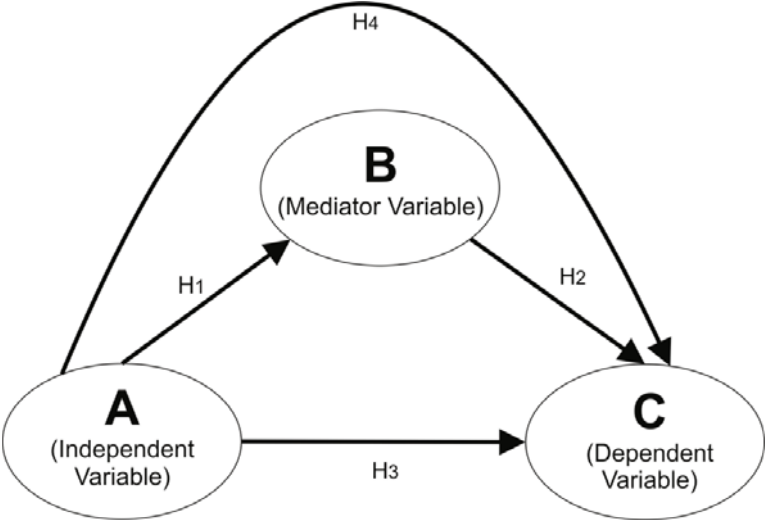 H4
B
(Mediator Variable)
H1
H2
A
(Independent
Variable)
C
(Dependent
Variable)
H3